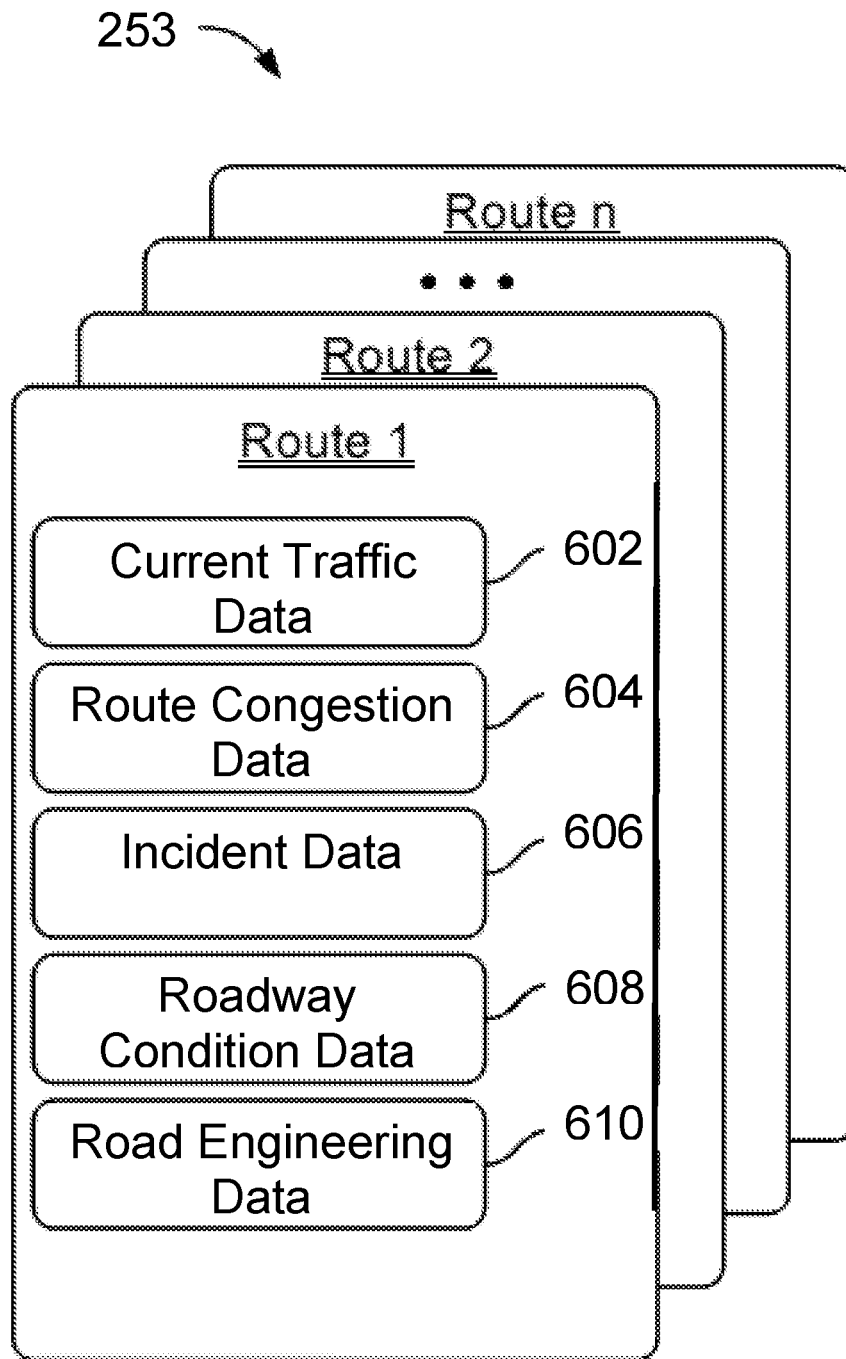 253
Route n
• • •
Route 2
Route 1
Current Traffic
Data
602
Route Congestion
Data
604
Incident Data
606
Roadway
Condition Data
608
Road Engineering
Data
610